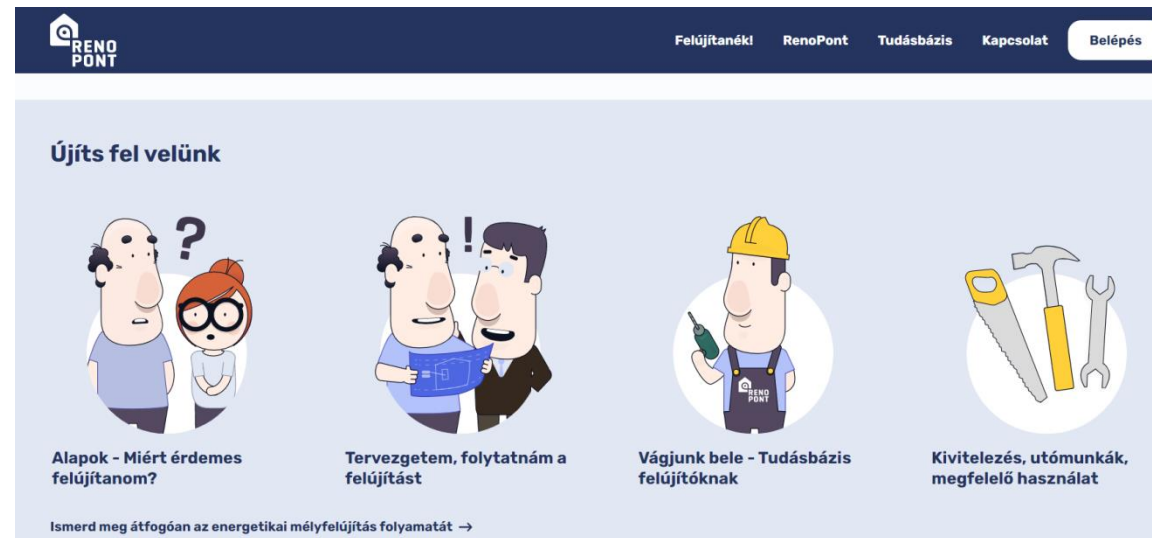 RENO
PONT
Felújítanék! RenoPont Tudásbázis Kapcsolat Belépés
Újíts fel velünk
?
!
RENO
PONT
Alapok - Miért érdemes
felújítanom?
Tervezgetem, folytatnám a
felújítást
Vágjunk bele - Tudásbázis
felújítóknak
Kivitelezés, utómunkák,
megfelelő használat
Ismerd meg átfogóan az energetikai mélyfelújítás folyamatát →